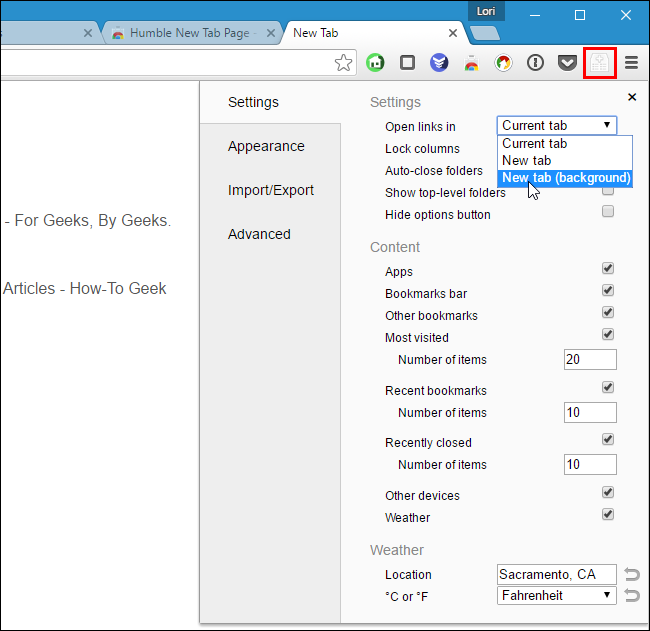 Lori
s
Humble New Tab Page -
New Tab
Settings
Appearance
Import/Export
Advanced
- For Geeks, By Geeks.
Articles - How-To Geek
Settings
Open links in Current tab
Current tab
New tab
New tab (background)
Lock columns
Auto-close folders
Show top-level folders
Hide options button
Content
Apps
Bookmarks bar
Other bookmarks
Most visited
Number of items 20
Recent bookmarks
Number of items 10
Recently closed
Number of items 10
Other devices
Weather
Weather
Location Sacramento, CA
°C or °F Fahrenheit